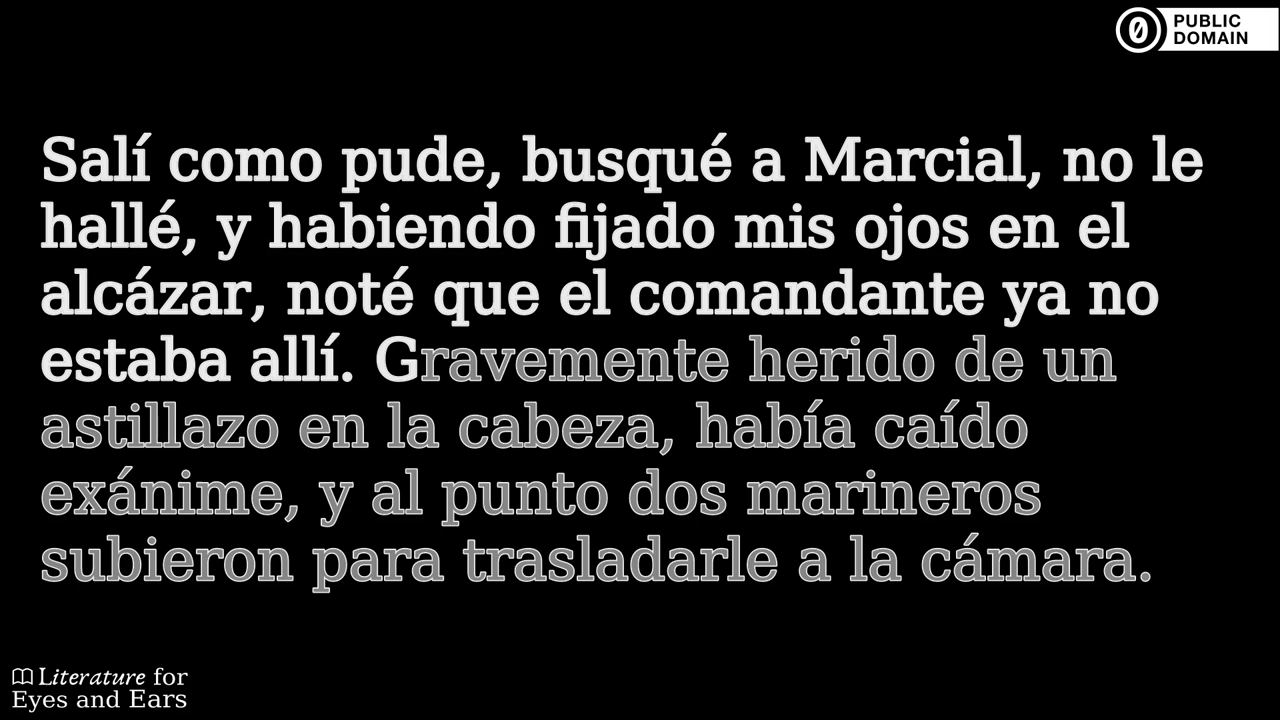 PUBLIC
DOMAIN
Salí como pude, busqué a Marcial, no le
hallé, y habiendo fijado mis ojos en el
alcázar, noté que el comandante ya no
estaba allí. Gravemente herido de un
astillazo en la cabeza, había caído
exánime, y al punto dos marineros
subieron para trasladarle a la cámara.
Literature for
Eyes and Ears